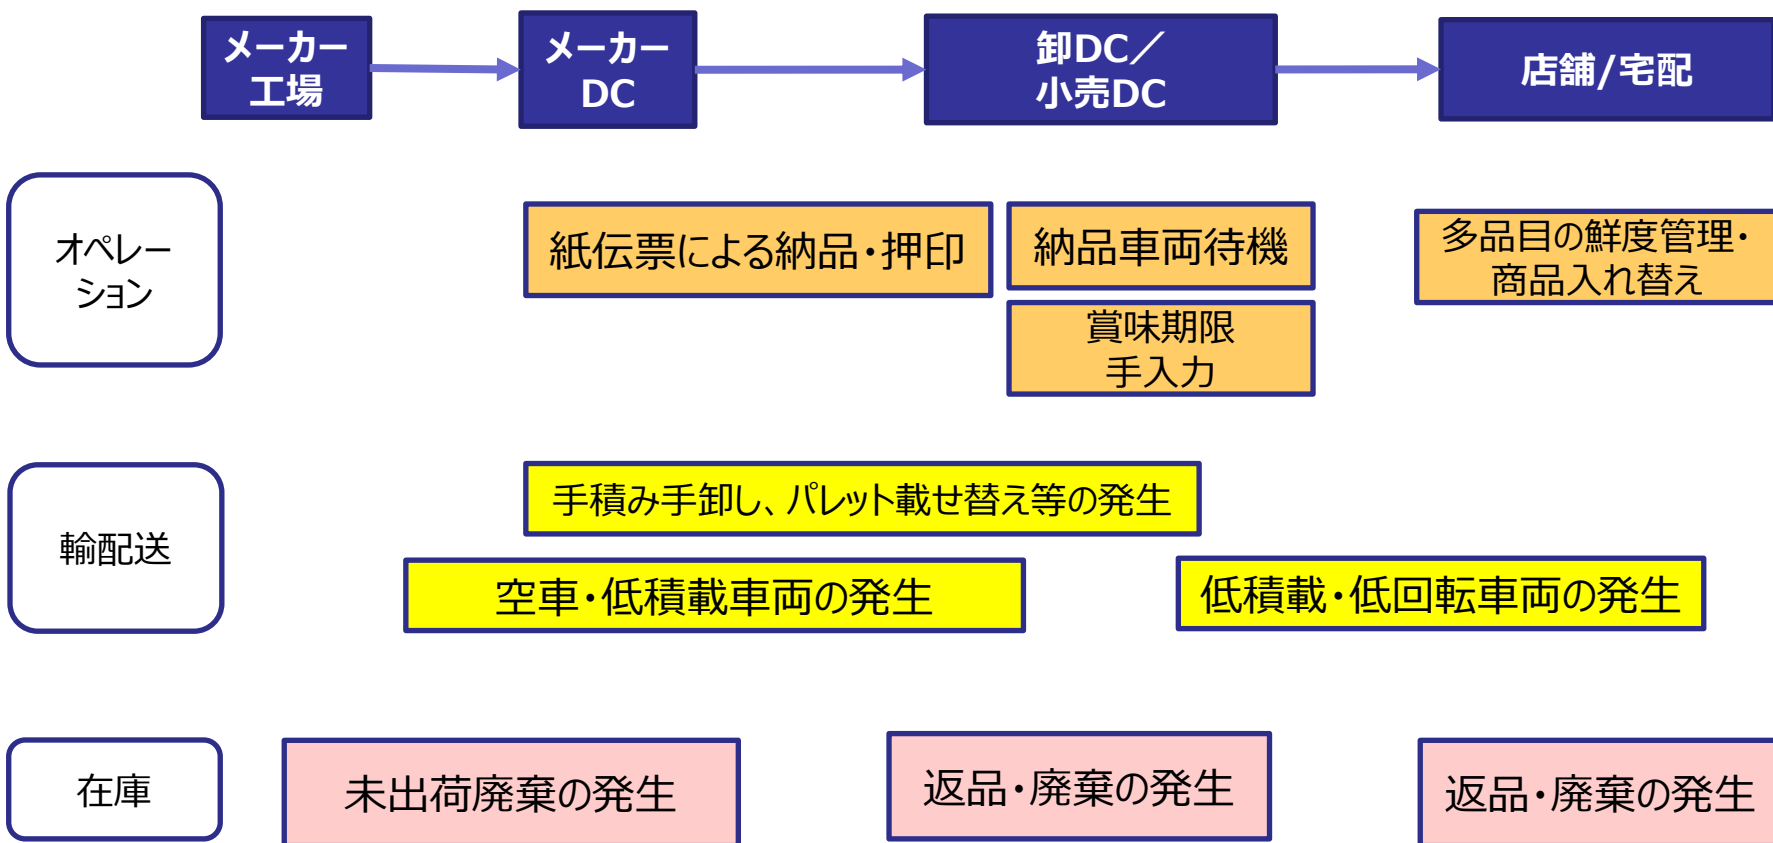 メーカー
工場
メーカー
DC
卸DC／
小売DC
店舗/宅配
オペレー
ション
紙伝票による納品・押印
納品車両待機
賞味期限
手入力
多品目の鮮度管理・
商品入れ替え
輸配送
手積み手卸し、パレット載せ替え等の発生
空車・低積載車両の発生
低積載・低回転車両の発生
在庫
未出荷廃棄の発生
返品・廃棄の発生
返品・廃棄の発生